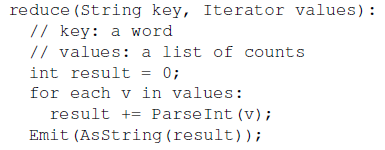 reduce(String key, Iterator values):
// key: a word
// values: a list of counts
int result = 0;
for each v in values:
result += ParseInt(v);
Emit(AsString(result));